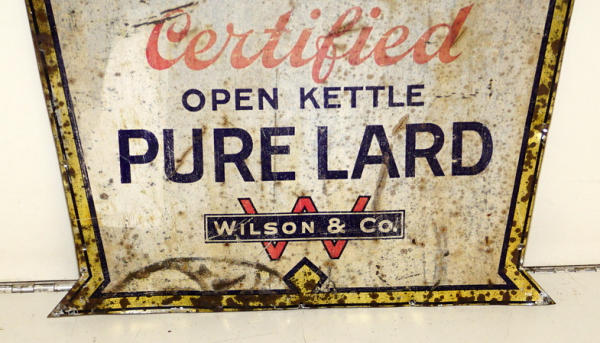 Certified
OPEN KETTLE
PURE LARD
WILSON & CO.
W